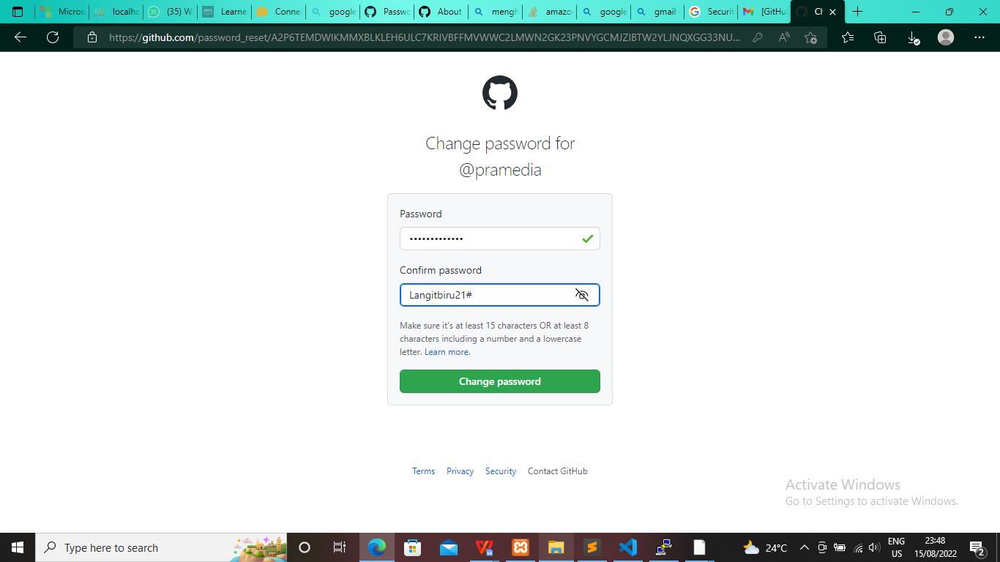 Micros
localho
(35) W
Learne
Connec
google
Passwo
About
mengh
amazo
google
gmail -
Securit
[GitHu
Ch
https://github.com/password_reset/A2P6TEMDWIKMMXBLKLEH6ULC7KRIVBFFMVWWC2LMWN2GK23PNVYGCMJZIBTW2YLJNQXGG33NU...
Change password for
@pramedia
Password
•••••••••••••
Confirm password
Langitbiru21#
Make sure it's at least 15 characters OR at least 8
characters including a number and a lowercase
letter. Learn more.
Change password
Terms Privacy Security Contact GitHub
Activate Windows
Go to Settings to activate Windows.
Type here to search
24°C
ENG
US
23:48
15/08/2022
2